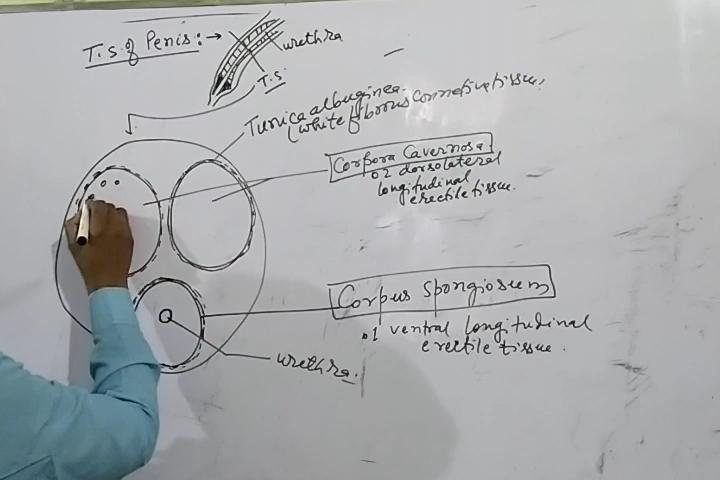 T.S. of Penis:→
urethra
T.S.
Tunica albuginea.
(white fibrous connective tissue.
Corpora Cavernosa
02 dorsolateral
longitudinal
erectile tissue.
Corpus Spongiosum
01 ventral longitudinal
erectile tissue.
urethra.